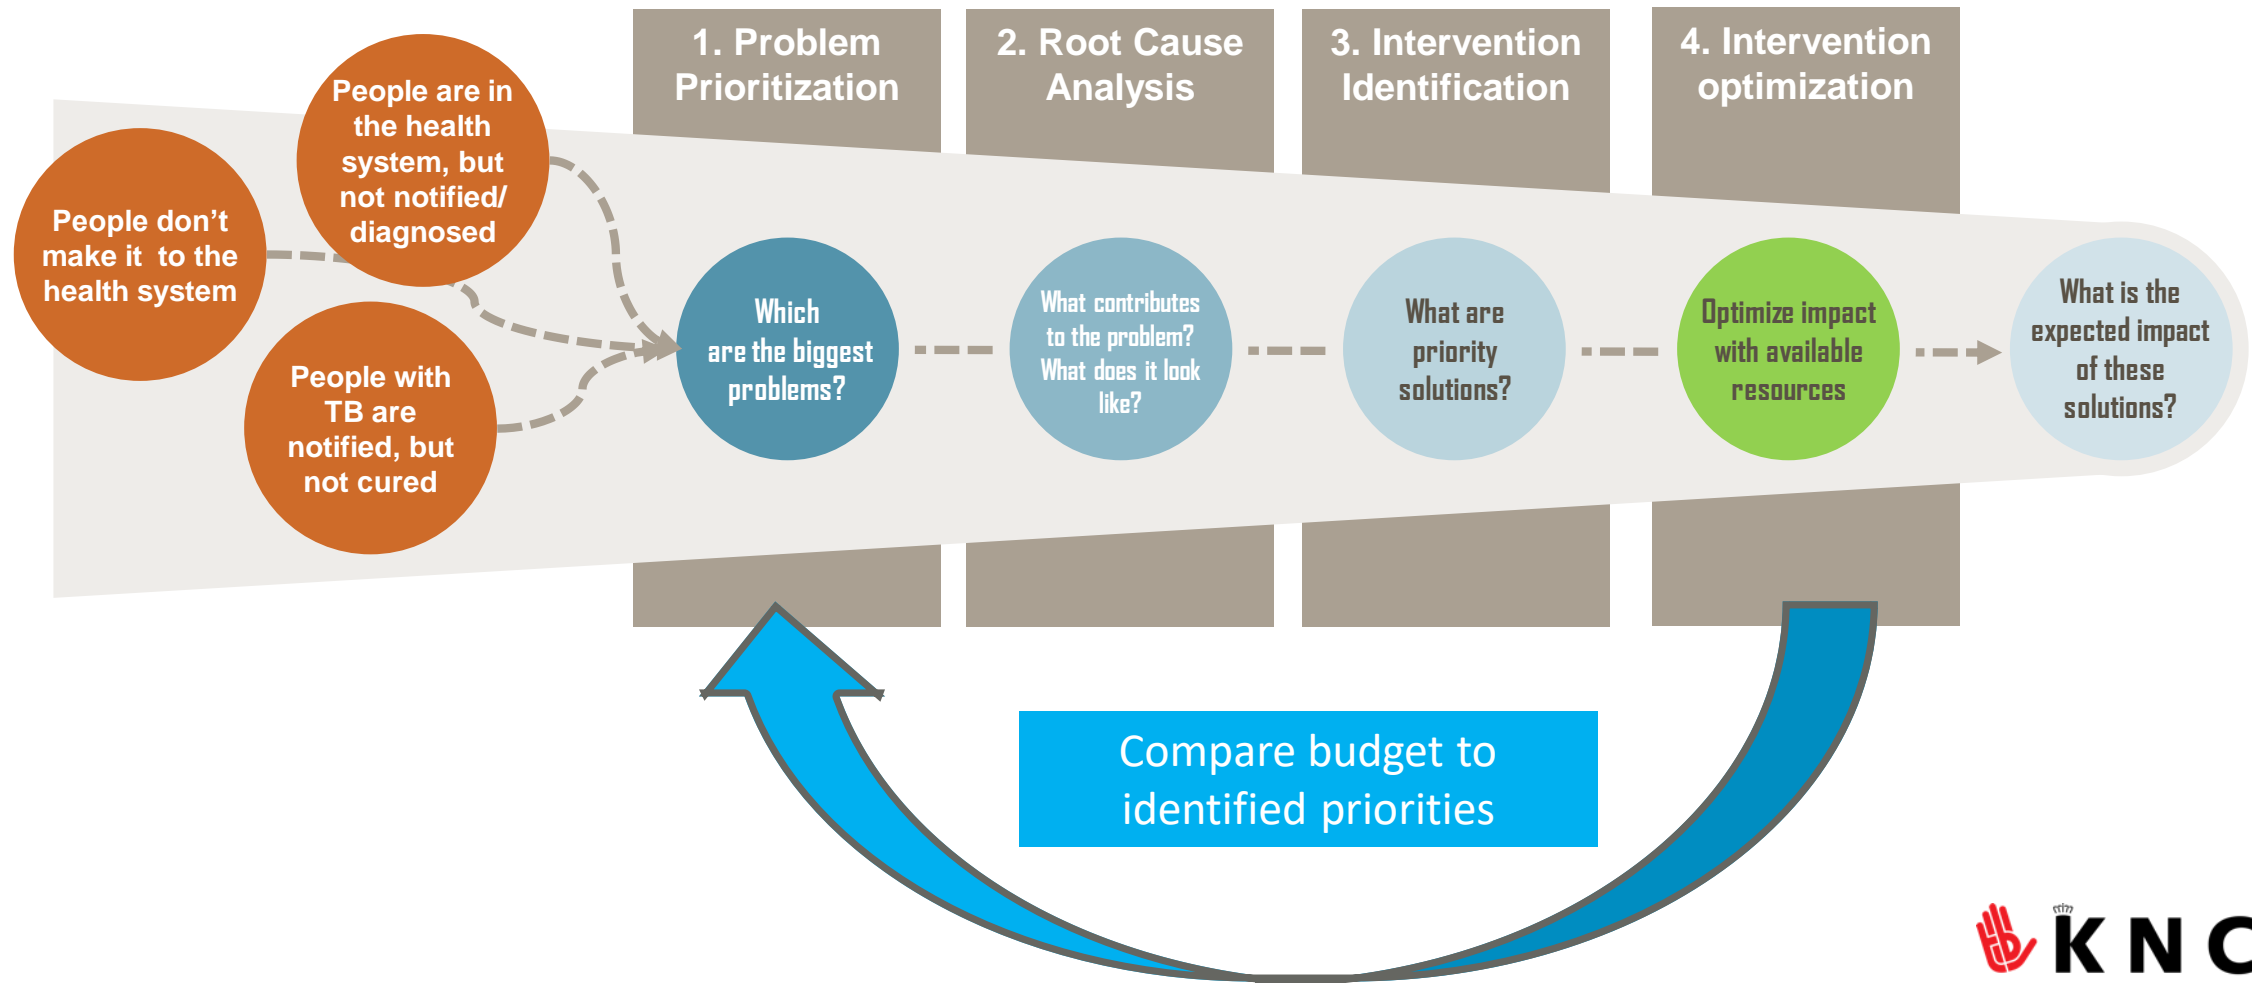 1. Problem
Prioritization
2. Root Cause
Analysis
3. Intervention
Identification
4. Intervention
optimization
People are in
the health
system, but
not notified/
diagnosed
People don’t
make it  to the
health system
People with
TB are
notified, but
not cured
Which
are the biggest
problems?
What contributes
to the problem?
What does it look
like?
What are
priority
solutions?
Optimize impact
with available
resources
What is the
expected impact
of these
solutions?
Compare budget to
identified priorities
KNC